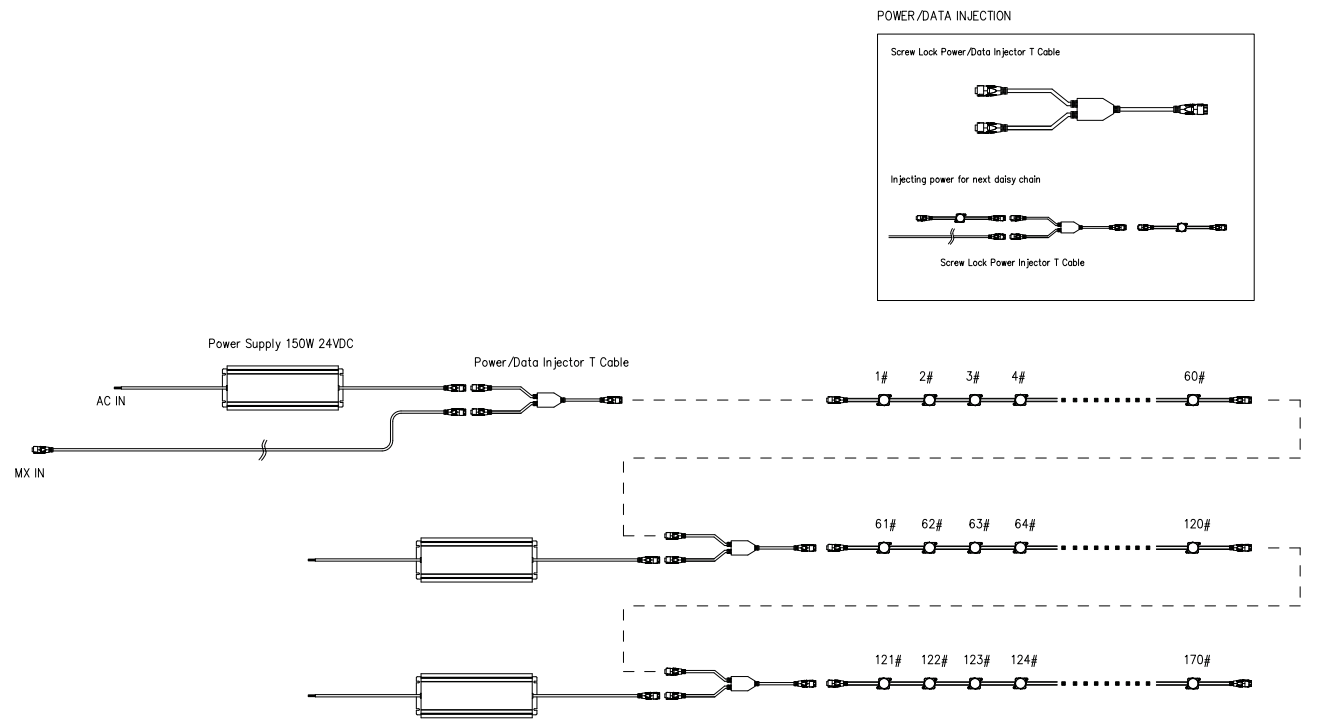 POWER/DATA INJECTION
Screw Lock Power/Data Injector T Cable
Injecting power for next daisy chain
Screw Lock Power Injector T Cable
Power Supply 150W 24VDC
Power/Data Injector T Cable
AC IN
MX IN
1# 2# 3# 4# 60#
61# 62# 63# 64# 120#
121# 122# 123# 124# 170#